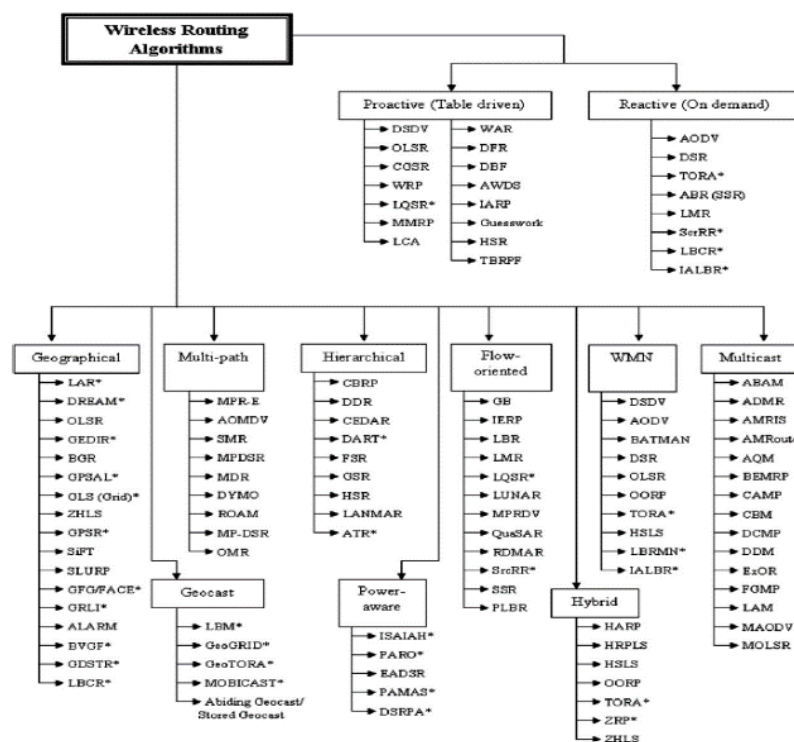 Wireless Routing
Algorithms
Proactive (Table driven)
DSDV
OLSR
CGSR
WRP
LQSR*
MMRP
LCA
WAR
DFR
DBF
AWDS
IARP
Guesswork
HSR
TBRPF
Reactive (On demand)
AODV
DSR
TORA*
ABR (SSR)
LMR
ScrRR*
LBCR*
IALBR*
Geographical
LAR*
DREAM*
OLSR
GEDIR*
BGR
GPSAL*
GLS (Grid)*
ZHLS
GPSR*
SiFT
SLURP
GFG/FACE*
GRLI*
ALARM
BVGF*
GDSTR*
LBCR*
Multi-path
MPR-E
AOMDV
SMR
MPDSR
MDR
DYMO
ROAM
MP-DSR
OMR
Hierarchical
CBRP
DDR
CEDAR
DART*
FSR
GSR
HSR
LANMAR
ATR*
Flow-
oriented
GB
IERP
LBR
LMR
LQSR*
LUNAR
MPRDV
QuaSAR
RDMAR
SrcRR*
SSR
PLBR
WMN
DSDV
AODV
BATMAN
DSR
OLSR
OORP
TORA*
HSLS
LBRMN*
IALBR*
Multicast
ABAM
ADMR
AMRIS
AMRoute
AQM
BEMRP
CAMP
CBM
DCMP
DDM
ExOR
FGMP
LAM
MAODV
MOLSR
Geocast
LBM*
GeoGRID*
GeoTORA*
MOBICAST*
Abiding Geocast/
Stored Geocast
Power-
aware
ISAIAH*
PARO*
EADSR
PAMAS*
DSRPA*
Hybrid
HARP
HRPLS
HSLS
OORP
TORA*
ZRP*
ZHLS